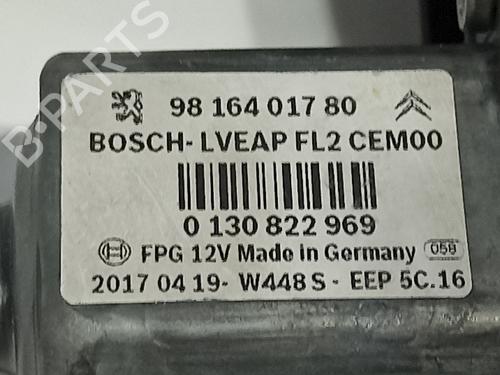 98 164 017 80
BOSCH- LVEAP FL2 CEM00
0 130 822 969
FPG 12V Made in Germany 058
2017 04 19- W448 S - EEP 5C.16
B-PARTS